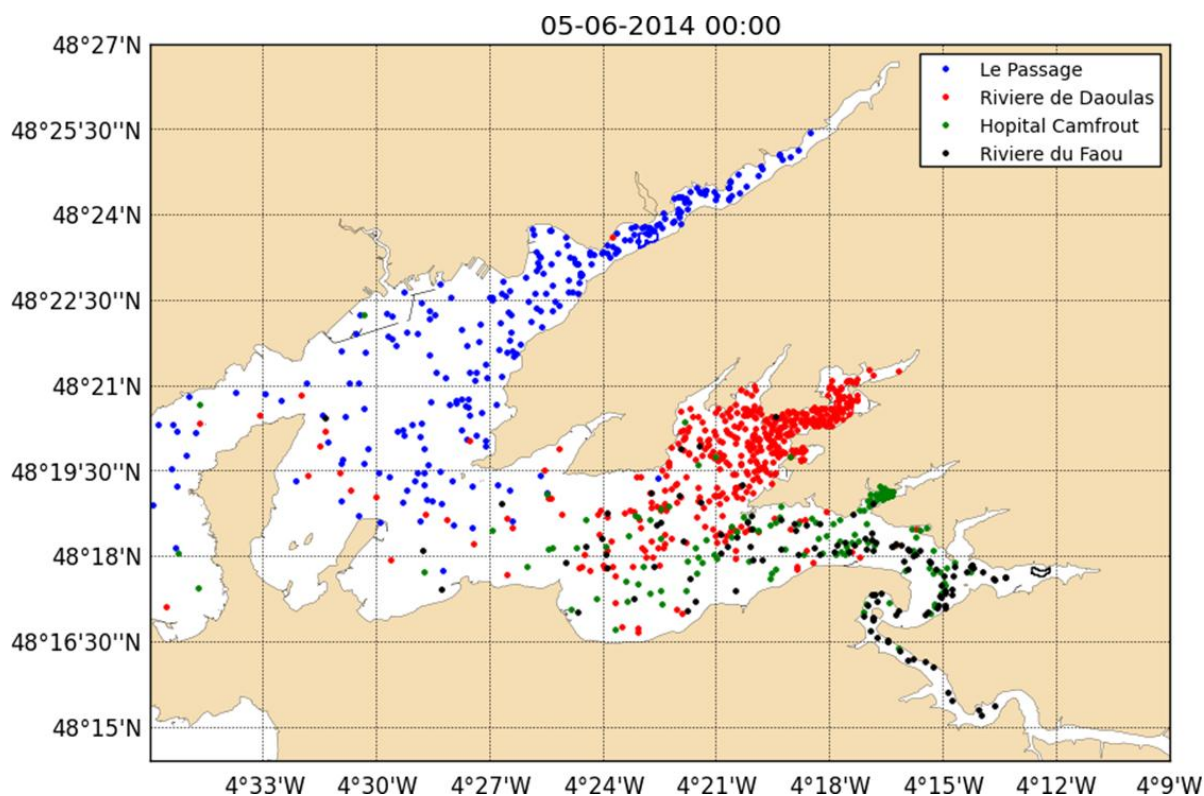 05-06-2014 00:00
48°27'N
Le Passage
Riviere de Daoulas
Hopital Camfrout
Riviere du Faou
48°25'30''N
48°24'N
48°22'30''N
48°21'N
48°19'30''N
48°18'N
48°16'30''N
48°15'N
4°33'W 4°30'W 4°27'W 4°24'W 4°21'W 4°18'W 4°15'W 4°12'W 4°9'W